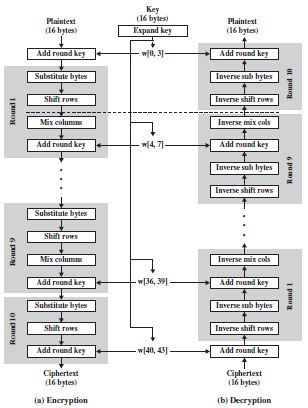 Plaintext
(16 bytes)
Key
(16 bytes)
Plaintext
(16 bytes)
Expand key
Add round key
w[0, 3]
Add round key
Round 1
Substitute bytes
Shift rows
Mix columns
Add round key
w[4, 7]
Round 10
Inverse sub bytes
Inverse shift rows
Round 9
Inverse mix cols
Add round key
Inverse sub bytes
Inverse shift rows
Round 9
Substitute bytes
Shift rows
Mix columns
Add round key
w[36, 39]
Round 1
Inverse mix cols
Add round key
Inverse sub bytes
Inverse shift rows
Round 10
Substitute bytes
Shift rows
Add round key
w[40, 43]
Add round key
Ciphertext
(16 bytes)
Ciphertext
(16 bytes)
(a) Encryption
(b) Decryption